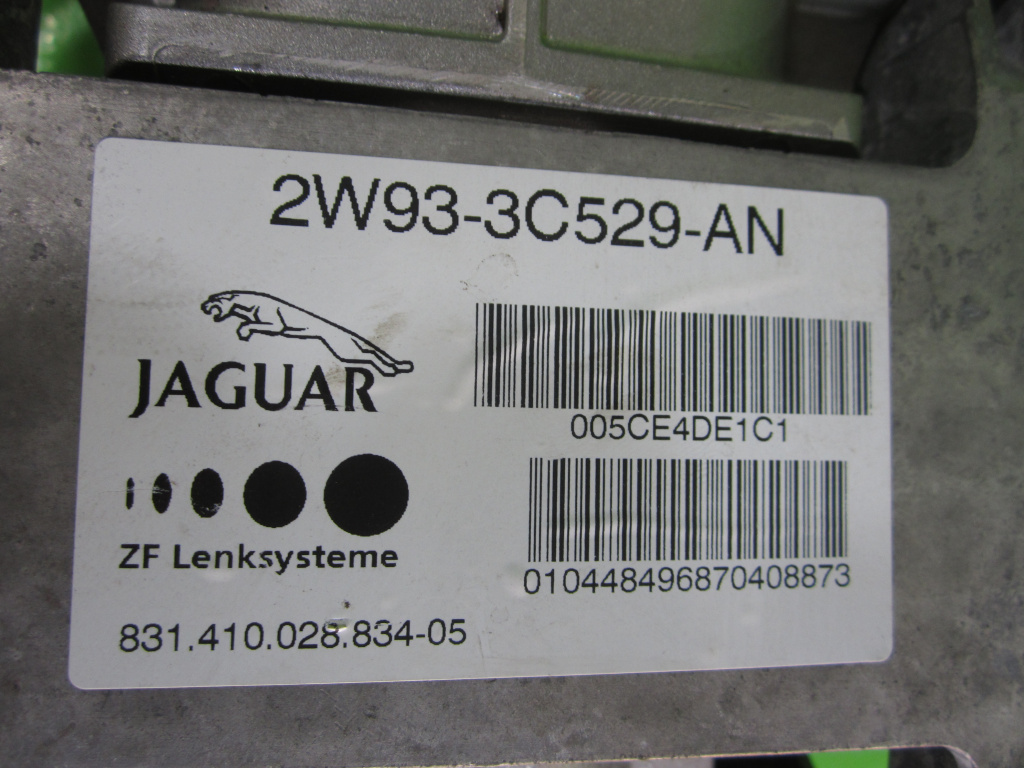 2W93-3C529-AN
JAGUAR
005CE4DE1C1
ZF Lenksysteme
010448496870408873
831.410.028.834-05